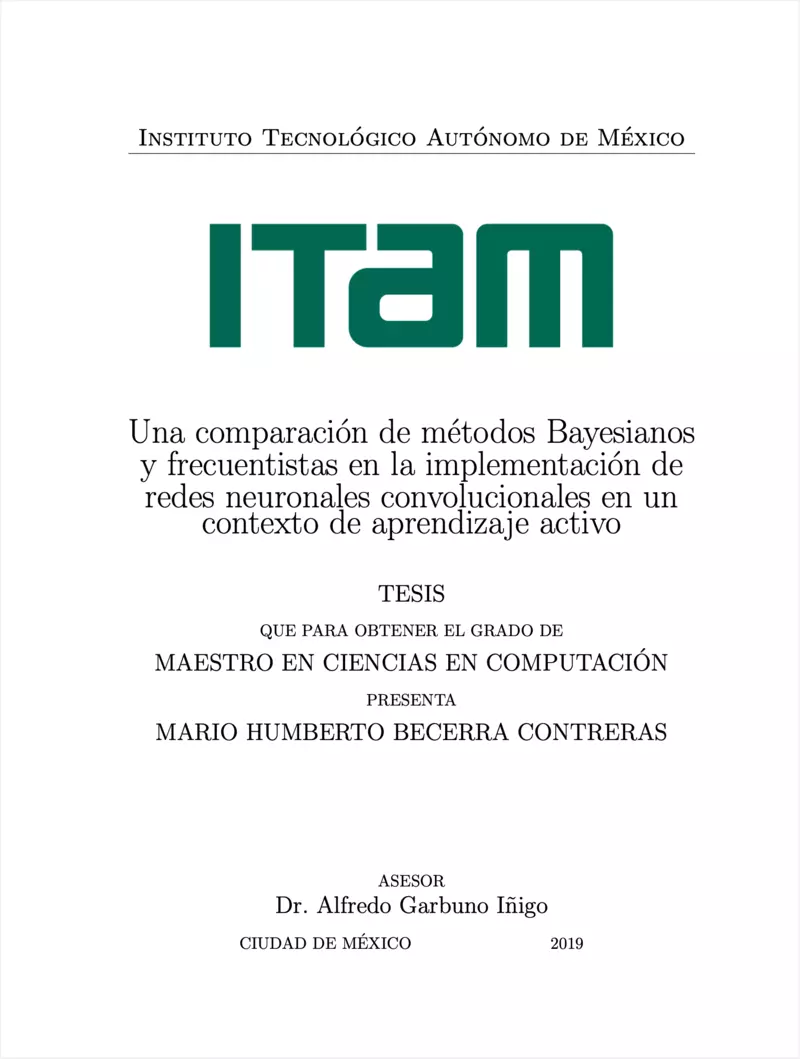 Instituto Tecnológico Autónomo de México
ITAM
Una comparación de métodos Bayesianos
y frecuentistas en la implementación de
redes neuronales convolucionales en un
contexto de aprendizaje activo
TESIS
QUE PARA OBTENER EL GRADO DE
MAESTRO EN CIENCIAS EN COMPUTACIÓN
PRESENTA
MARIO HUMBERTO BECERRA CONTRERAS
ASESOR
Dr. Alfredo Garbuno Iñigo
CIUDAD DE MÉXICO 2019